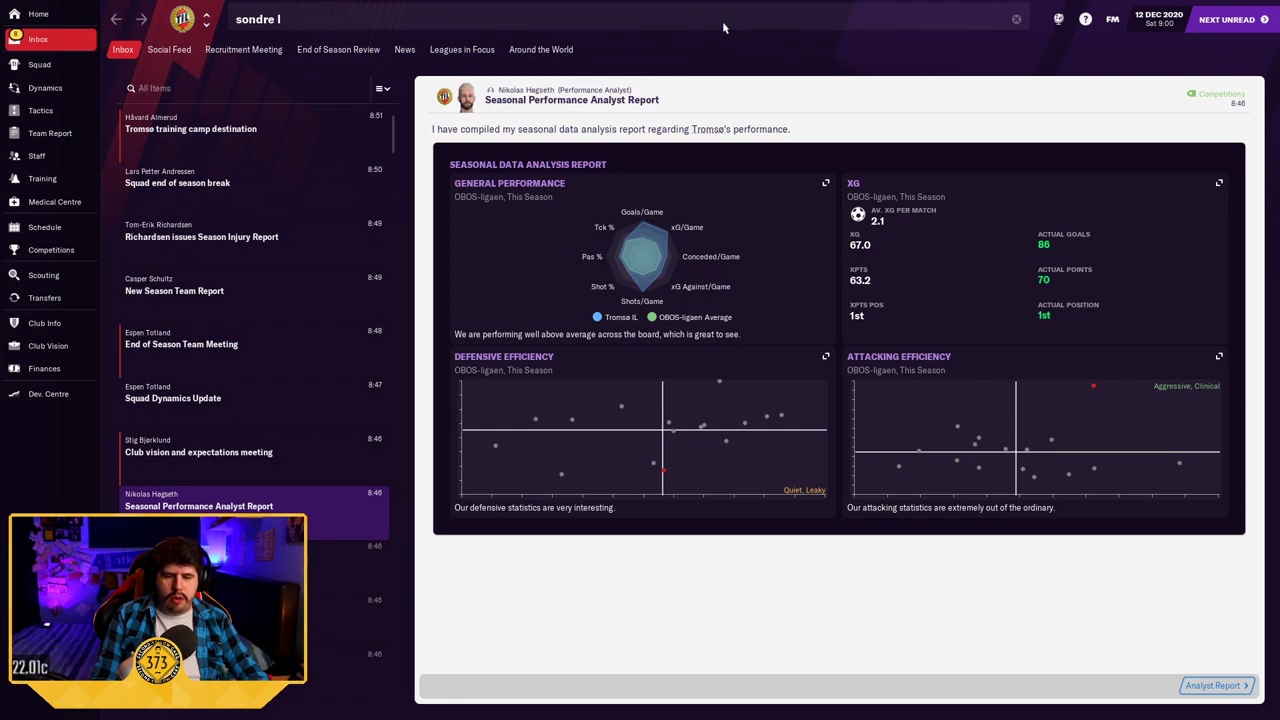 Home
Inbox
8
Squad
Dynamics
Tactics
Team Report
Staff
Training
Medical Centre
Schedule
Competitions
Scouting
Transfers
Club Info
Club Vision
Finances
Dev. Centre
TIL
sondre l
FM
12 DEC 2020
Sat 9:00
NEXT UNREAD
Inbox
Social Feed
Recruitment Meeting
End of Season Review
News
Leagues in Focus
Around the World
All Items
Håvard Almerud
8:51
Tromsø training camp destination
Lars Petter Andressen
8:50
Squad end of season break
Tom-Erik Richardsen
8:49
Richardsen issues Season Injury Report
Casper Schultz
8:49
New Season Team Report
Espen Totland
8:48
End of Season Team Meeting
Espen Totland
8:47
Squad Dynamics Update
Stig Bjørklund
8:46
Club vision and expectations meeting
Nikolas Høgseth
8:46
Seasonal Performance Analyst Report
8:46
8:46
8:46
Nikolas Høgseth (Performance Analyst)
Seasonal Performance Analyst Report
Competitions
8:46
I have compiled my seasonal data analysis report regarding Tromsø's performance.
SEASONAL DATA ANALYSIS REPORT
GENERAL PERFORMANCE
OBOS-ligaen, This Season
Goals/Game
Tck %
xG/Game
Pas %
Conceded/Game
Shot %
xG Against/Game
Shots/Game
Tromsø IL
OBOS-ligaen Average
We are performing well above average across the board, which is great to see.
XG
OBOS-ligaen, This Season
AV. XG PER MATCH
2.1
XG
67.0
ACTUAL GOALS
86
XPTS
63.2
ACTUAL POINTS
70
XPTS POS
1st
ACTUAL POSITION
1st
DEFENSIVE EFFICIENCY
OBOS-ligaen, This Season
Quiet, Leaky
Our defensive statistics are very interesting.
ATTACKING EFFICIENCY
OBOS-ligaen, This Season
Aggressive, Clinical
Our attacking statistics are extremely out of the ordinary.
Analyst Report
22.01c
373